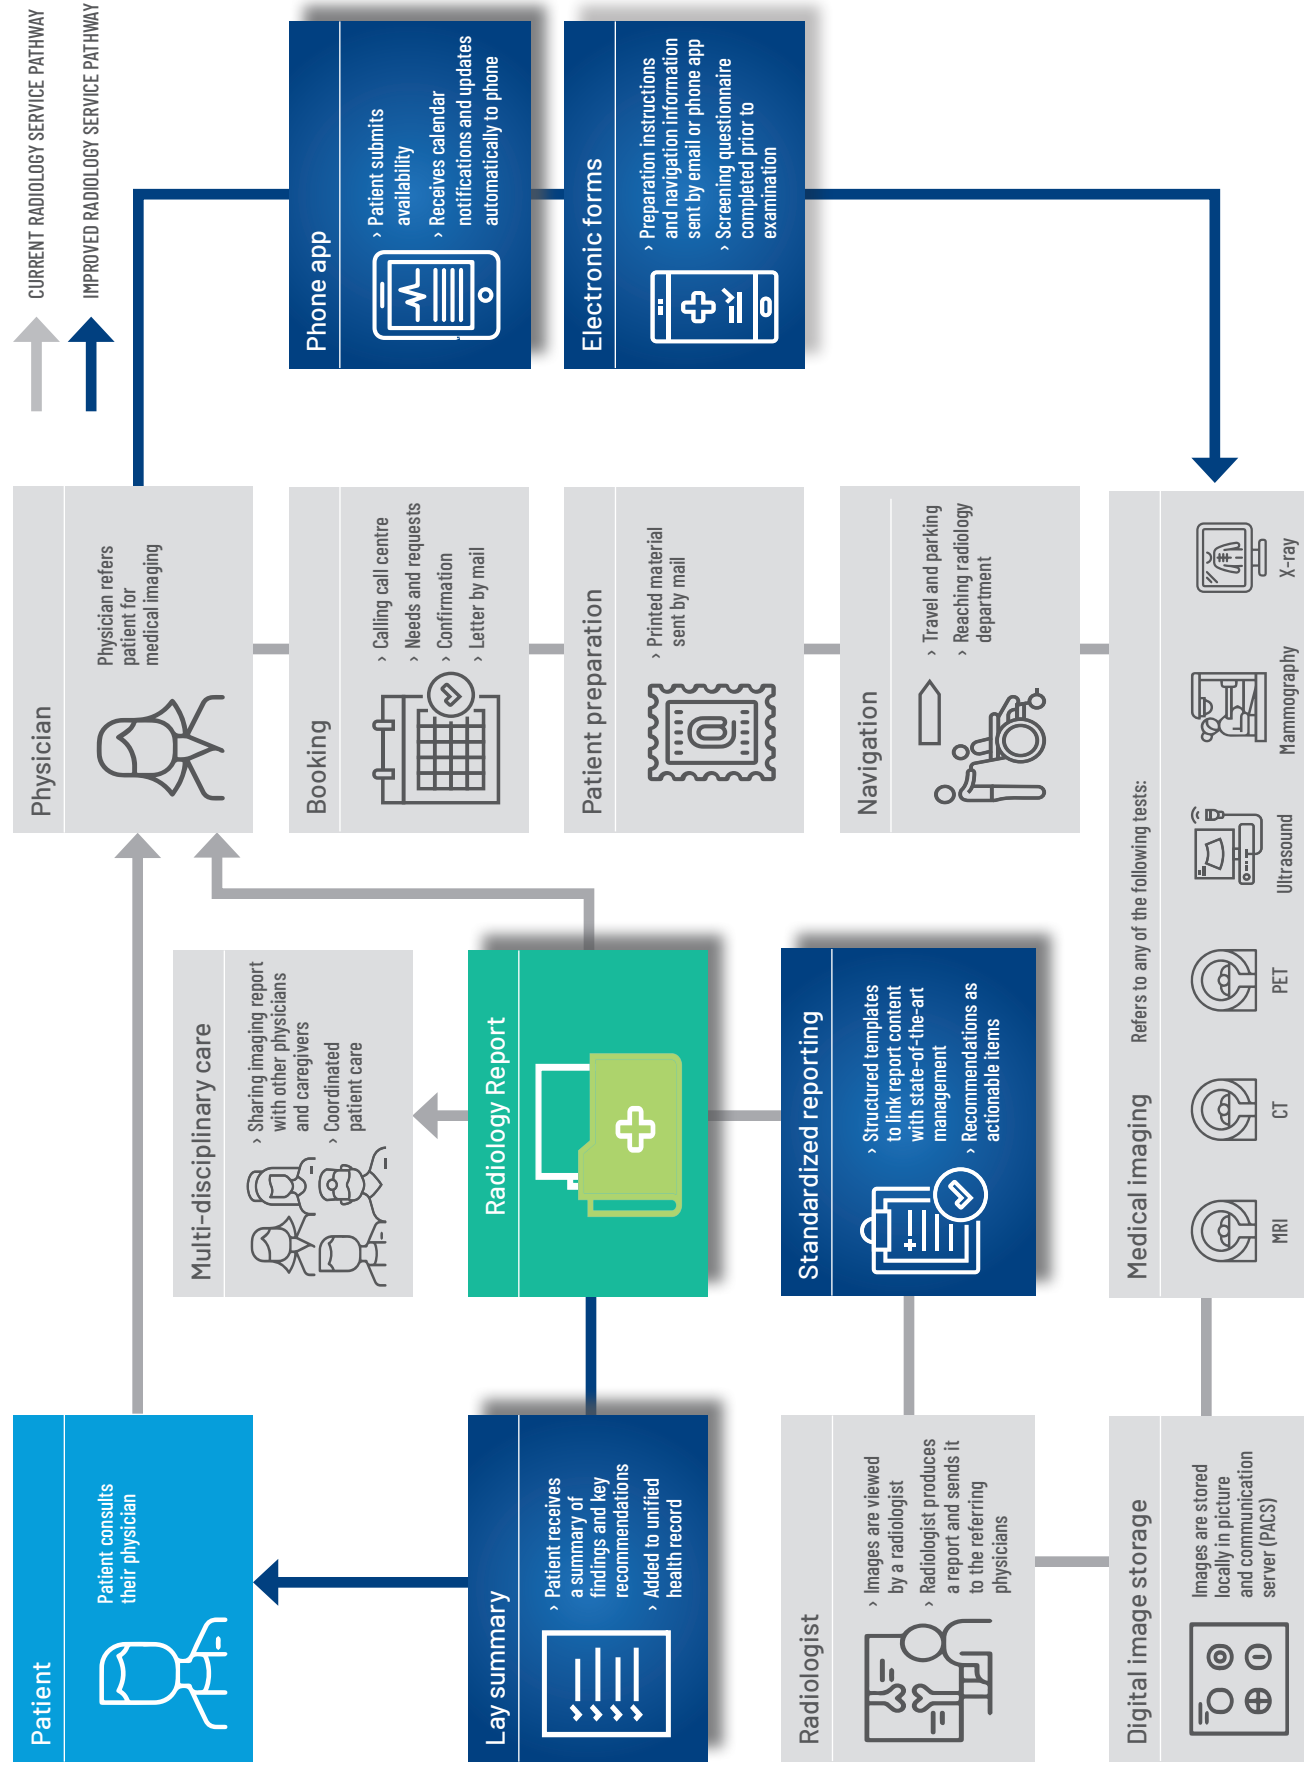 CURRENT RADIOLOGY SERVICE PATHWAY
IMPROVED RADIOLOGY SERVICE PATHWAY
Patient
Patient consults
their physician
Physician
Physician refers
patient for
medical imaging
Multi-disciplinary care
› Sharing imaging report
with other physicians
and caregivers
› Coordinated
patient care
Booking
› Calling call centre
› Needs and requests
› Confirmation
› Letter by mail
Phone app
› Patient submits
availability
› Receives calendar
notifications and updates
automatically to phone
Lay summary
› Patient receives
a summary of
findings and key
recommendations
› Added to unified
health record
Radiology Report
Patient preparation
› Printed material
sent by mail
Electronic forms
› Preparation instructions
and navigation information
sent by email or phone app
› Screening questionnaire
completed prior to
examination
Radiologist
› Images are viewed
by a radiologist
› Radiologist produces
a report and sends it
to the referring
physicians
Standardized reporting
› Structured templates
to link report content
with state-of-the-art
management
› Recommendations as
actionable items
Navigation
› Travel and parking
› Reaching radiology
department
Digital image storage
Images are stored
locally in picture
and communication
server (PACS)
Medical imaging
Refers to any of the following tests:
MRI
CT
PET
Ultrasound
Mammography
X-ray